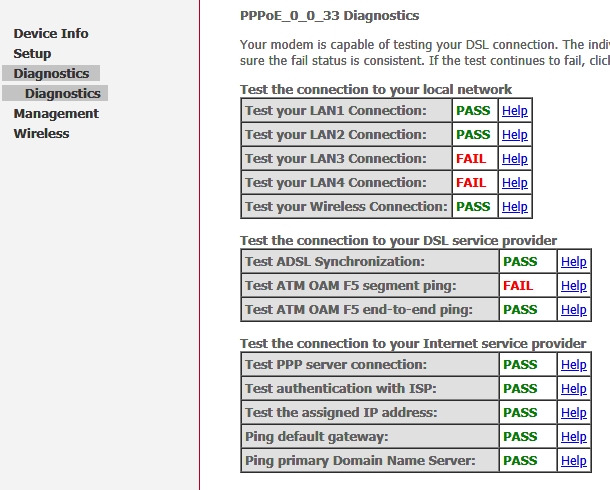 PPPoE_0_0_33 Diagnostics
Device Info
Setup
Diagnostics
Diagnostics
Management
Wireless
Your modem is capable of testing your DSL connection. The
sure the fail status is consistent. If the test continues to fail,
Test the connection to your local network
Test your LAN1 Connection: PASS Help
Test your LAN2 Connection: PASS Help
Test your LAN3 Connection: FAIL Help
Test your LAN4 Connection: FAIL Help
Test your Wireless Connection: PASS Help
Test the connection to your DSL service provider
Test ADSL Synchronization: PASS Help
Test ATM OAM F5 segment ping: FAIL Help
Test ATM OAM F5 end-to-end ping: PASS Help
Test the connection to your Internet service provider
Test PPP server connection: PASS Help
Test authentication with ISP: PASS Help
Test the assigned IP address: PASS Help
Ping default gateway: PASS Help
Ping primary Domain Name Server: PASS Help